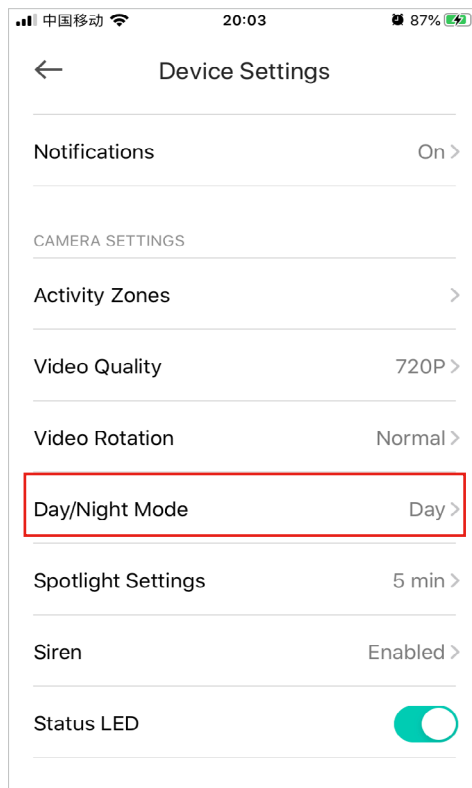 中国移动 20:03 87%
Device Settings
Notifications On
CAMERA SETTINGS
Activity Zones
Video Quality 720P
Video Rotation Normal
Day/Night Mode Day
Spotlight Settings 5 min
Siren Enabled
Status LED